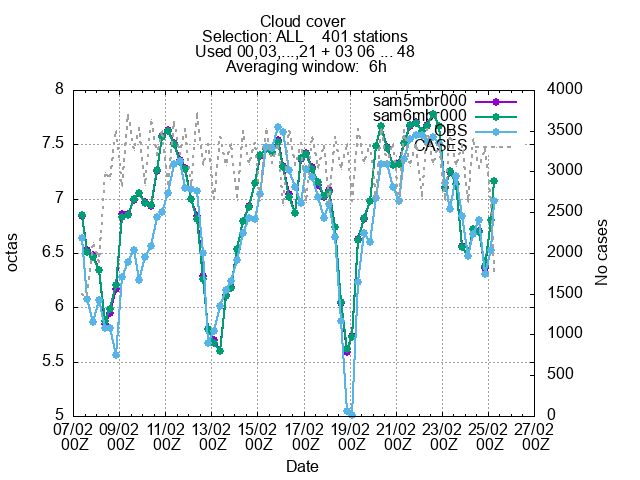 Cloud cover
Selection: ALL    401 stations
Used 00,03,...,21 + 03 06 ... 48
Averaging window:  6h
sam5mbr000
sam6mbr000
OBS
CASES
8
7.5
7
6.5
6
5.5
5
octas
4000
3500
3000
2500
2000
1500
1000
500
0
No cases
07/02 09/02 11/02 13/02 15/02 17/02 19/02 21/02 23/02 25/02 27/02
00Z 00Z 00Z 00Z 00Z 00Z 00Z 00Z 00Z 00Z 00Z
Date